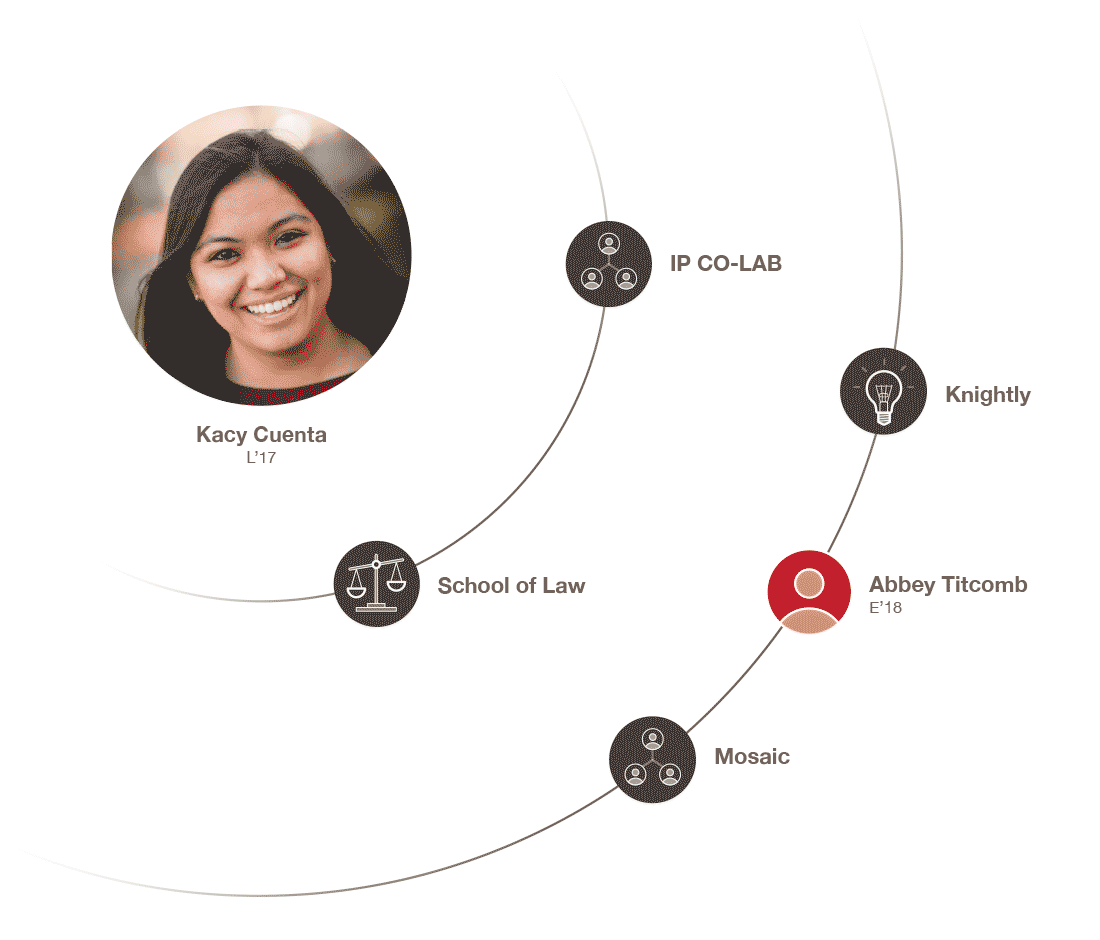 IP CO-LAB
Knightly
Kacy Cuenta
L’17
School of Law
Abbey Titcomb
E’18
Mosaic